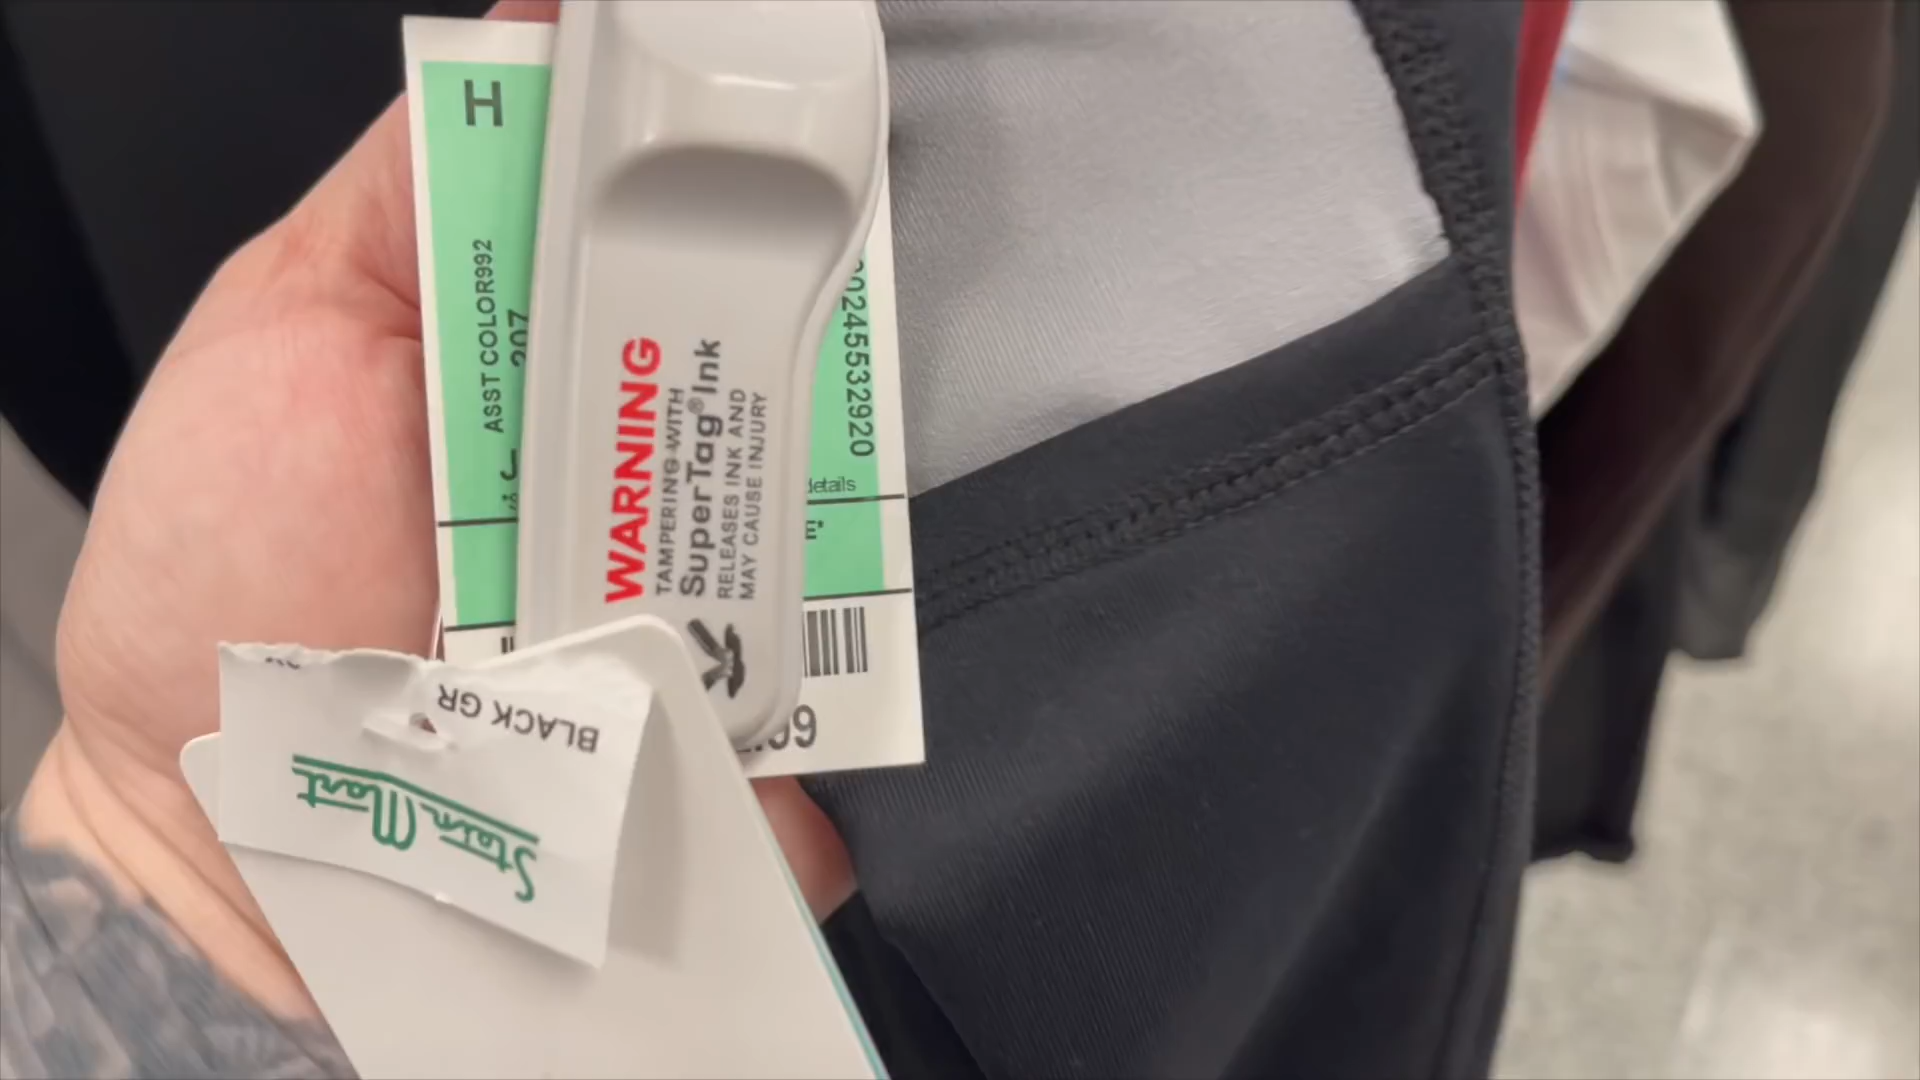 H
ASST COLOR992
207
WARNING
TAMPERING WITH
SuperTag® Ink
RELEASES INK AND
MAY CAUSE INJURY
0245532920
details
E*
.99
BLACK GR
Stein Mart